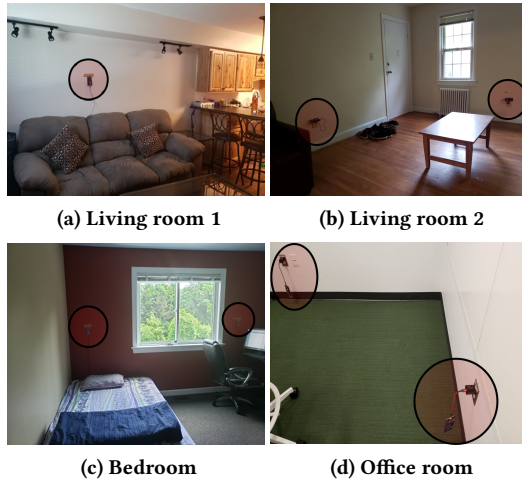 (a) Living room 1
(b) Living room 2
(c) Bedroom
(d) Office room